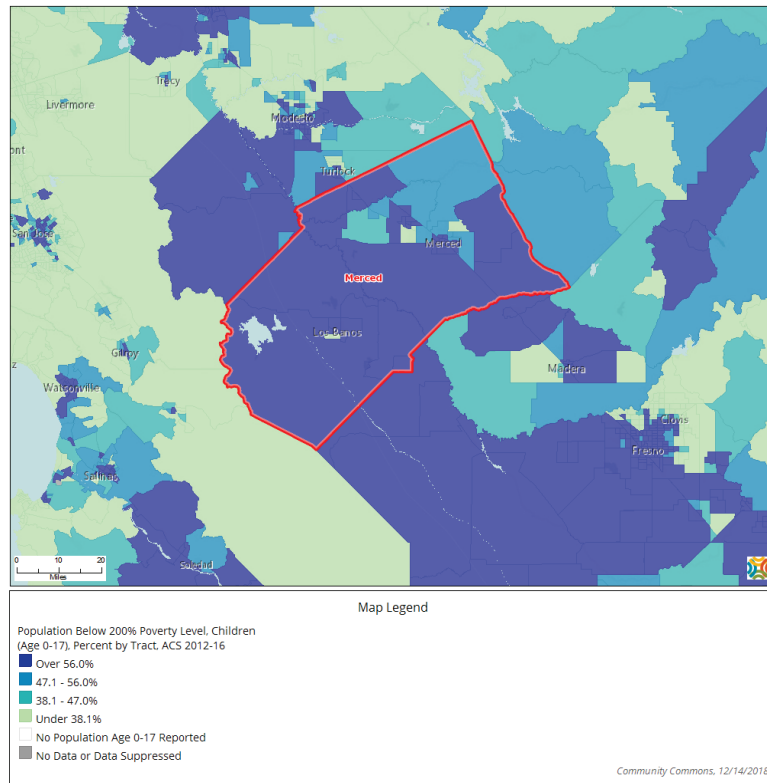 Tracy
Livermore
ont
Modesto
Turlock
San Jose
Merced
Merced
Los Banos
Gilroy
z
Madera
Watsonville
Clovis
Fresno
Salinas
Soledad
0 10 20
Miles
Map Legend
Population Below 200% Poverty Level, Children
(Age 0-17), Percent by Tract, ACS 2012-16
Over 56.0%
47.1 - 56.0%
38.1 - 47.0%
Under 38.1%
No Population Age 0-17 Reported
No Data or Data Suppressed
Community Commons, 12/14/2018